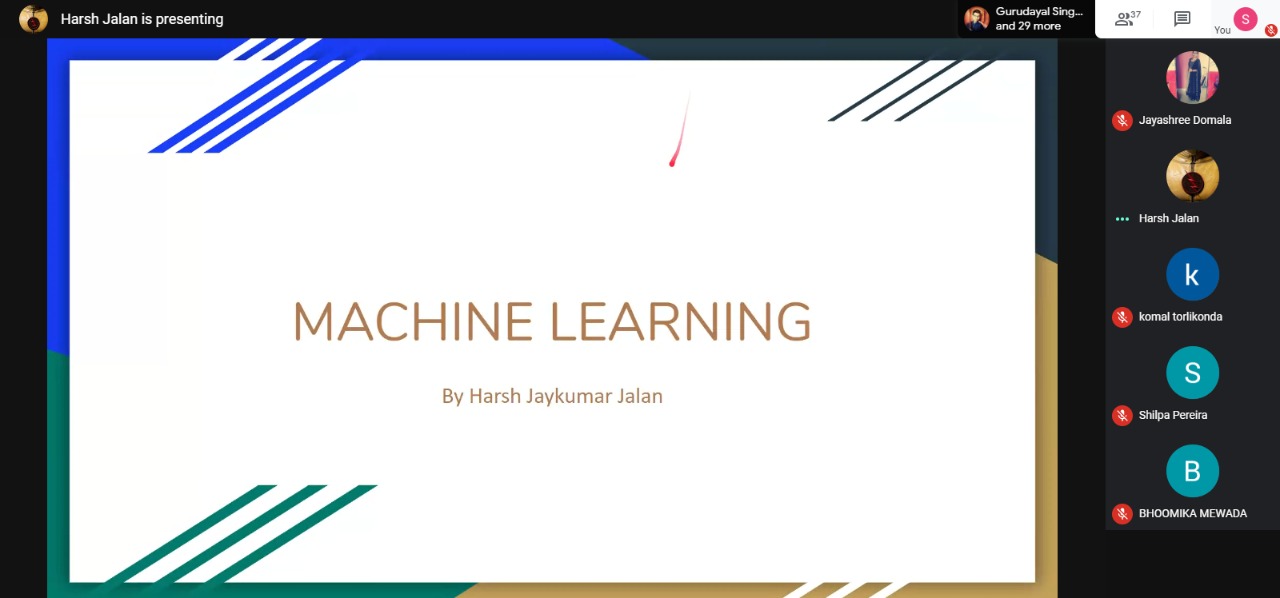 Harsh Jalan is presenting
Gurudayal Sing...
and 29 more
37
You
S
Jayashree Domala
Harsh Jalan
k
komal torlikonda
S
Shilpa Pereira
B
BHOOMIKA MEWADA
MACHINE LEARNING
By Harsh Jaykumar Jalan